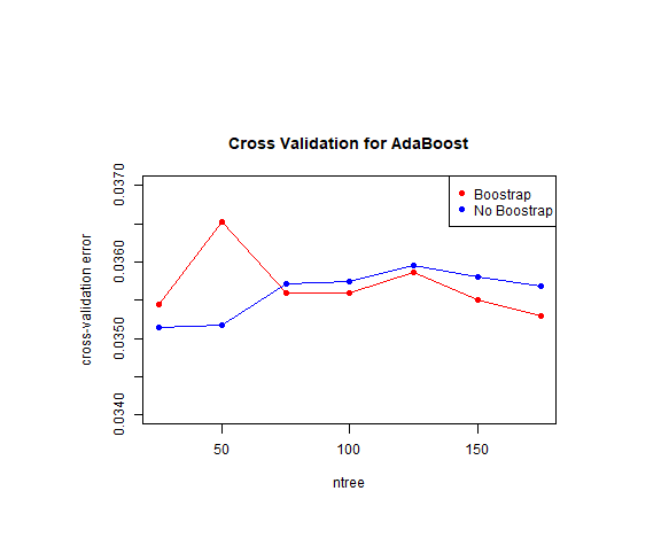 Cross Validation for AdaBoost
Boostrap
No Boostrap
cross-validation error
0.0370
0.0360
0.0350
0.0340
50
100
150
ntree